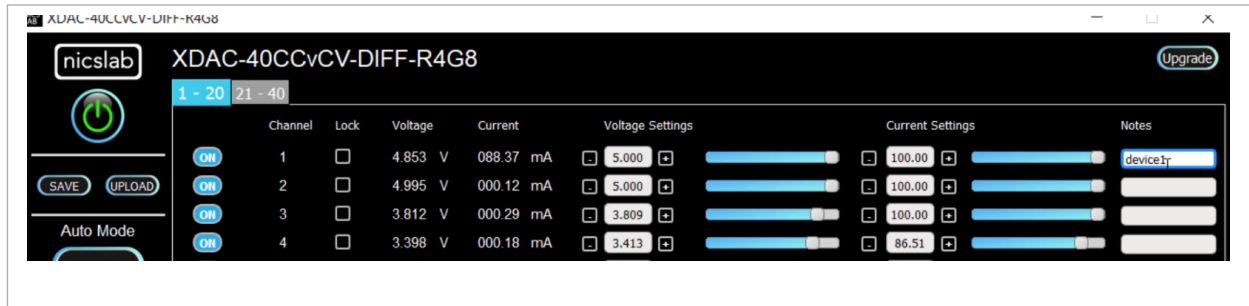 XDAC-40CCvCV-DIFF-R4G8
nicslab XDAC-40CCvCV-DIFF-R4G8 Upgrade
1 - 20 21 - 40
Channel Lock Voltage Current Voltage Settings Current Settings Notes
ON 1 4.853 V 088.37 mA - 5.000 + - 100.00 + device1
SAVE UPLOAD ON 2 4.995 V 000.12 mA - 5.000 + - 100.00 +
ON 3 3.812 V 000.29 mA - 3.809 + - 100.00 +
Auto Mode
ON 4 3.398 V 000.18 mA - 3.413 + - 86.51 +